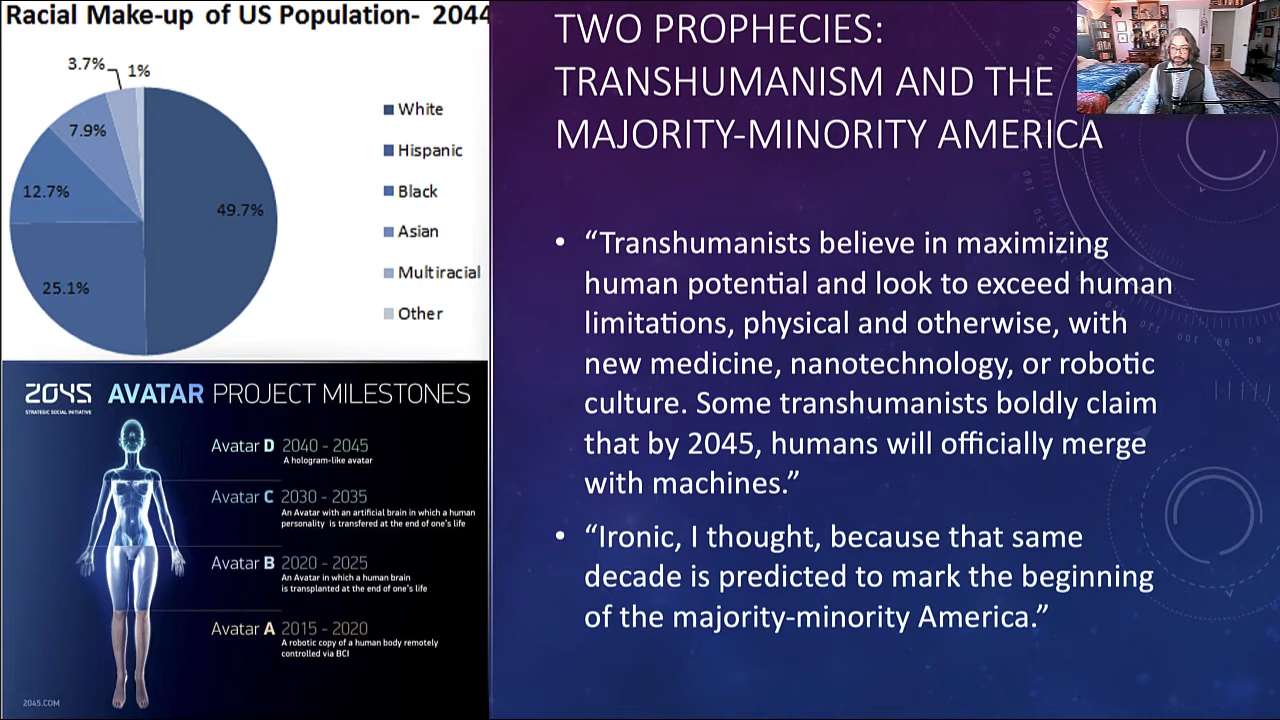 Racial Make-up of US Population- 2044
3.7%
1%
7.9%
12.7%
49.7%
25.1%
White
Hispanic
Black
Asian
Multiracial
Other
2045 AVATAR PROJECT MILESTONES
STRATEGIC SOCIAL INITIATIVE
Avatar D 2040 - 2045
A hologram-like avatar
Avatar C 2030 - 2035
An Avatar with an artificial brain in which a human
personality is transfered at the end of one's life
Avatar B 2020 - 2025
An Avatar in which a human brain
is transplanted at the end of one's life
Avatar A 2015 - 2020
A robotic copy of a human body remotely
controlled via BCI
2045.COM
TWO PROPHECIES:
TRANSHUMANISM AND THE
MAJORITY-MINORITY AMERICA
• “Transhumanists believe in maximizing
human potential and look to exceed human
limitations, physical and otherwise, with
new medicine, nanotechnology, or robotic
culture. Some transhumanists boldly claim
that by 2045, humans will officially merge
with machines.”
• “Ironic, I thought, because that same
decade is predicted to mark the beginning
of the majority-minority America.”